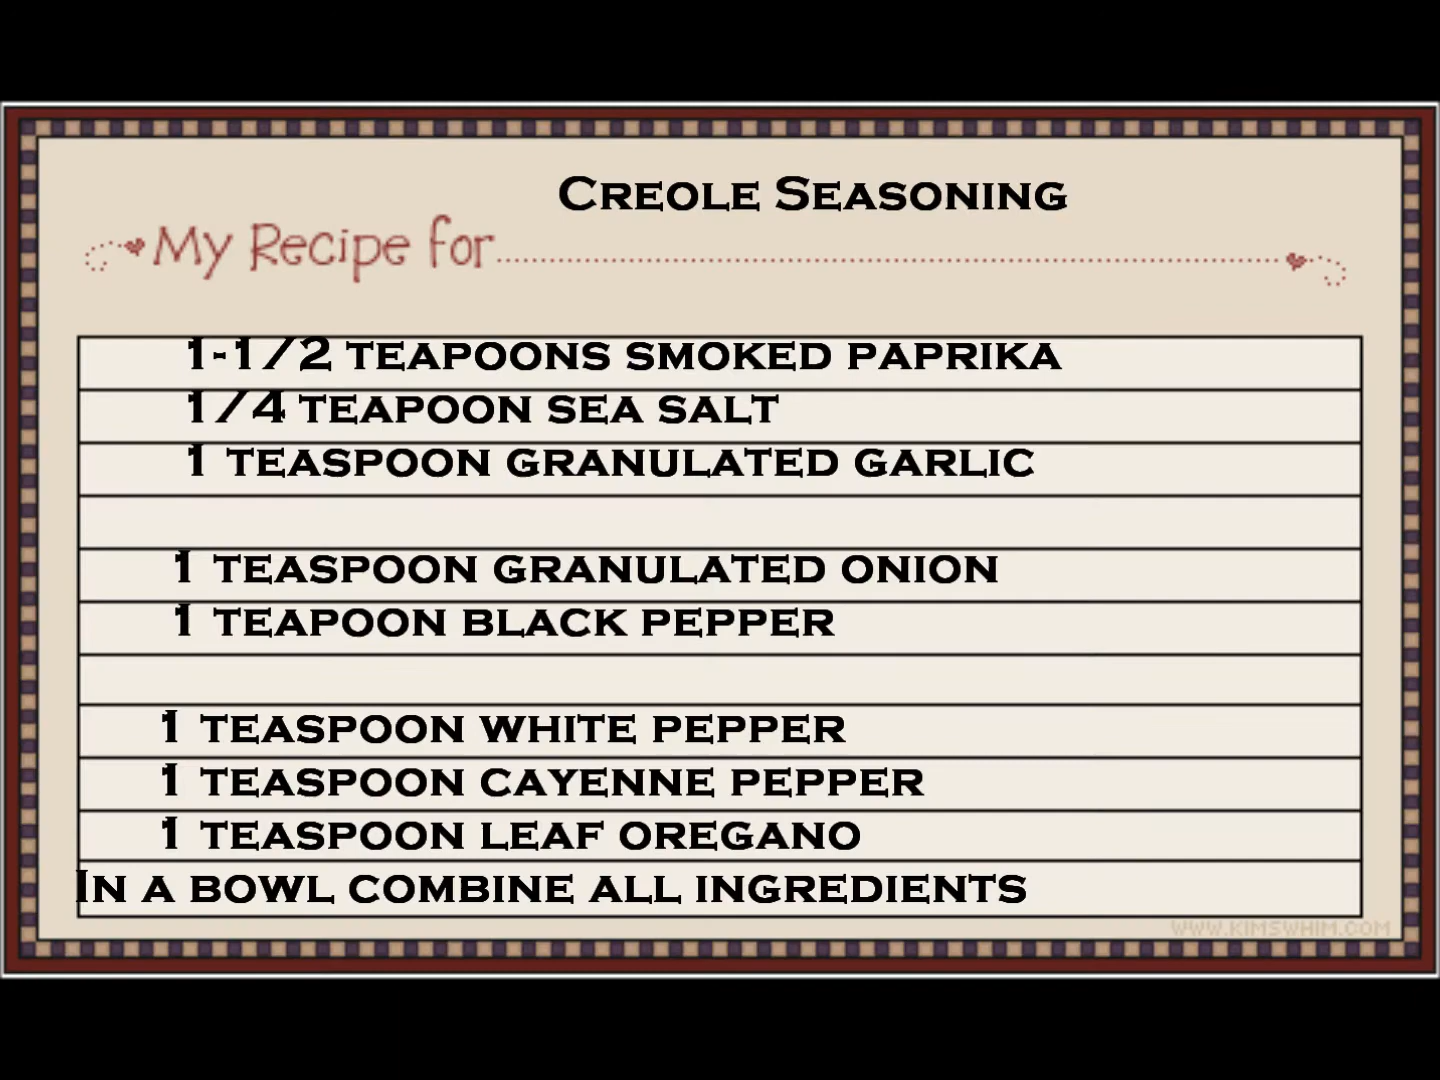 Creole Seasoning
My Recipe for
1-1/2 TEAPOONS SMOKED PAPRIKA
1/4 TEAPOON SEA SALT
1 TEASPOON GRANULATED GARLIC
1 TEASPOON GRANULATED ONION
1 TEAPOON BLACK PEPPER
1 TEASPOON WHITE PEPPER
1 TEASPOON CAYENNE PEPPER
1 TEASPOON LEAF OREGANO
In a bowl combine all ingredients
WWW.KIMSWHIM.COM